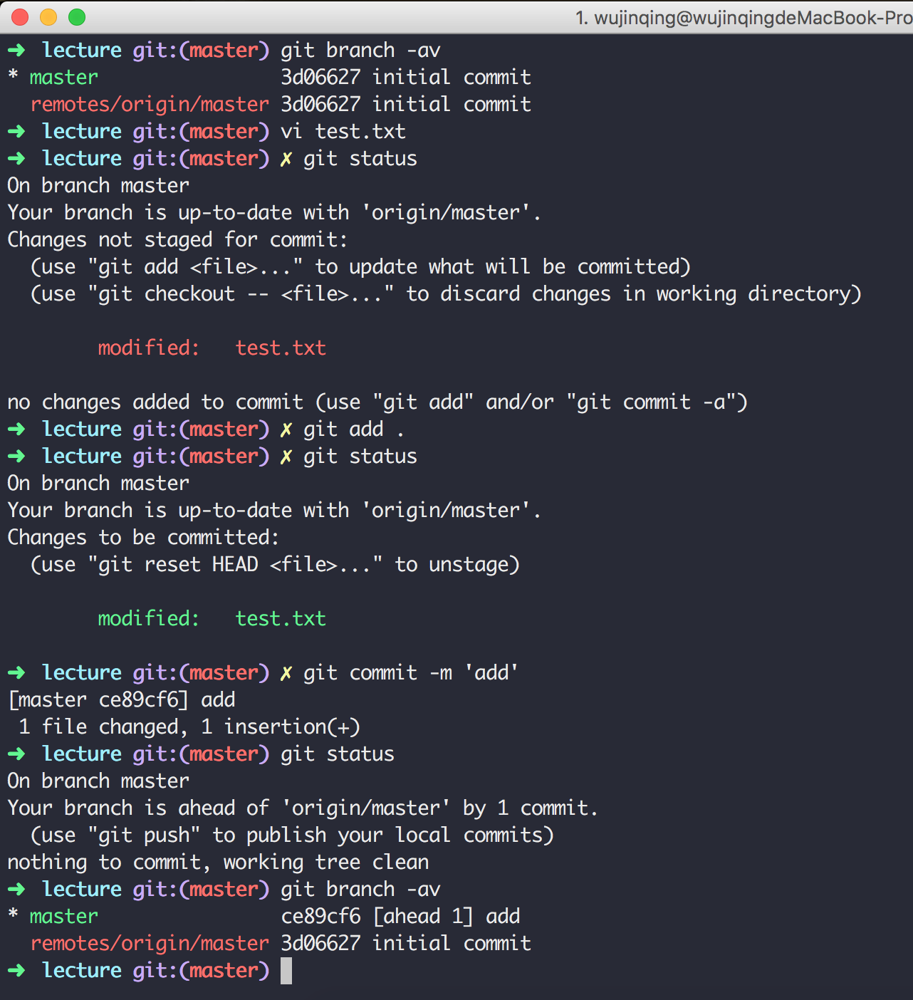 1. wujinqing@wujinqingdeMacBook-Pro
➜  lecture git:(master) git branch -av
* master                3d06627 initial commit
  remotes/origin/master 3d06627 initial commit
➜  lecture git:(master) vi test.txt
➜  lecture git:(master) ✗ git status
On branch master
Your branch is up-to-date with 'origin/master'.
Changes not staged for commit:
  (use "git add <file>..." to update what will be committed)
  (use "git checkout -- <file>..." to discard changes in working directory)
        modified:   test.txt
no changes added to commit (use "git add" and/or "git commit -a")
➜  lecture git:(master) ✗ git add .
➜  lecture git:(master) ✗ git status
On branch master
Your branch is up-to-date with 'origin/master'.
Changes to be committed:
  (use "git reset HEAD <file>..." to unstage)
        modified:   test.txt
➜  lecture git:(master) ✗ git commit -m 'add'
[master ce89cf6] add
 1 file changed, 1 insertion(+)
➜  lecture git:(master) git status
On branch master
Your branch is ahead of 'origin/master' by 1 commit.
  (use "git push" to publish your local commits)
nothing to commit, working tree clean
➜  lecture git:(master) git branch -av
* master                ce89cf6 [ahead 1] add
  remotes/origin/master 3d06627 initial commit
➜  lecture git:(master)